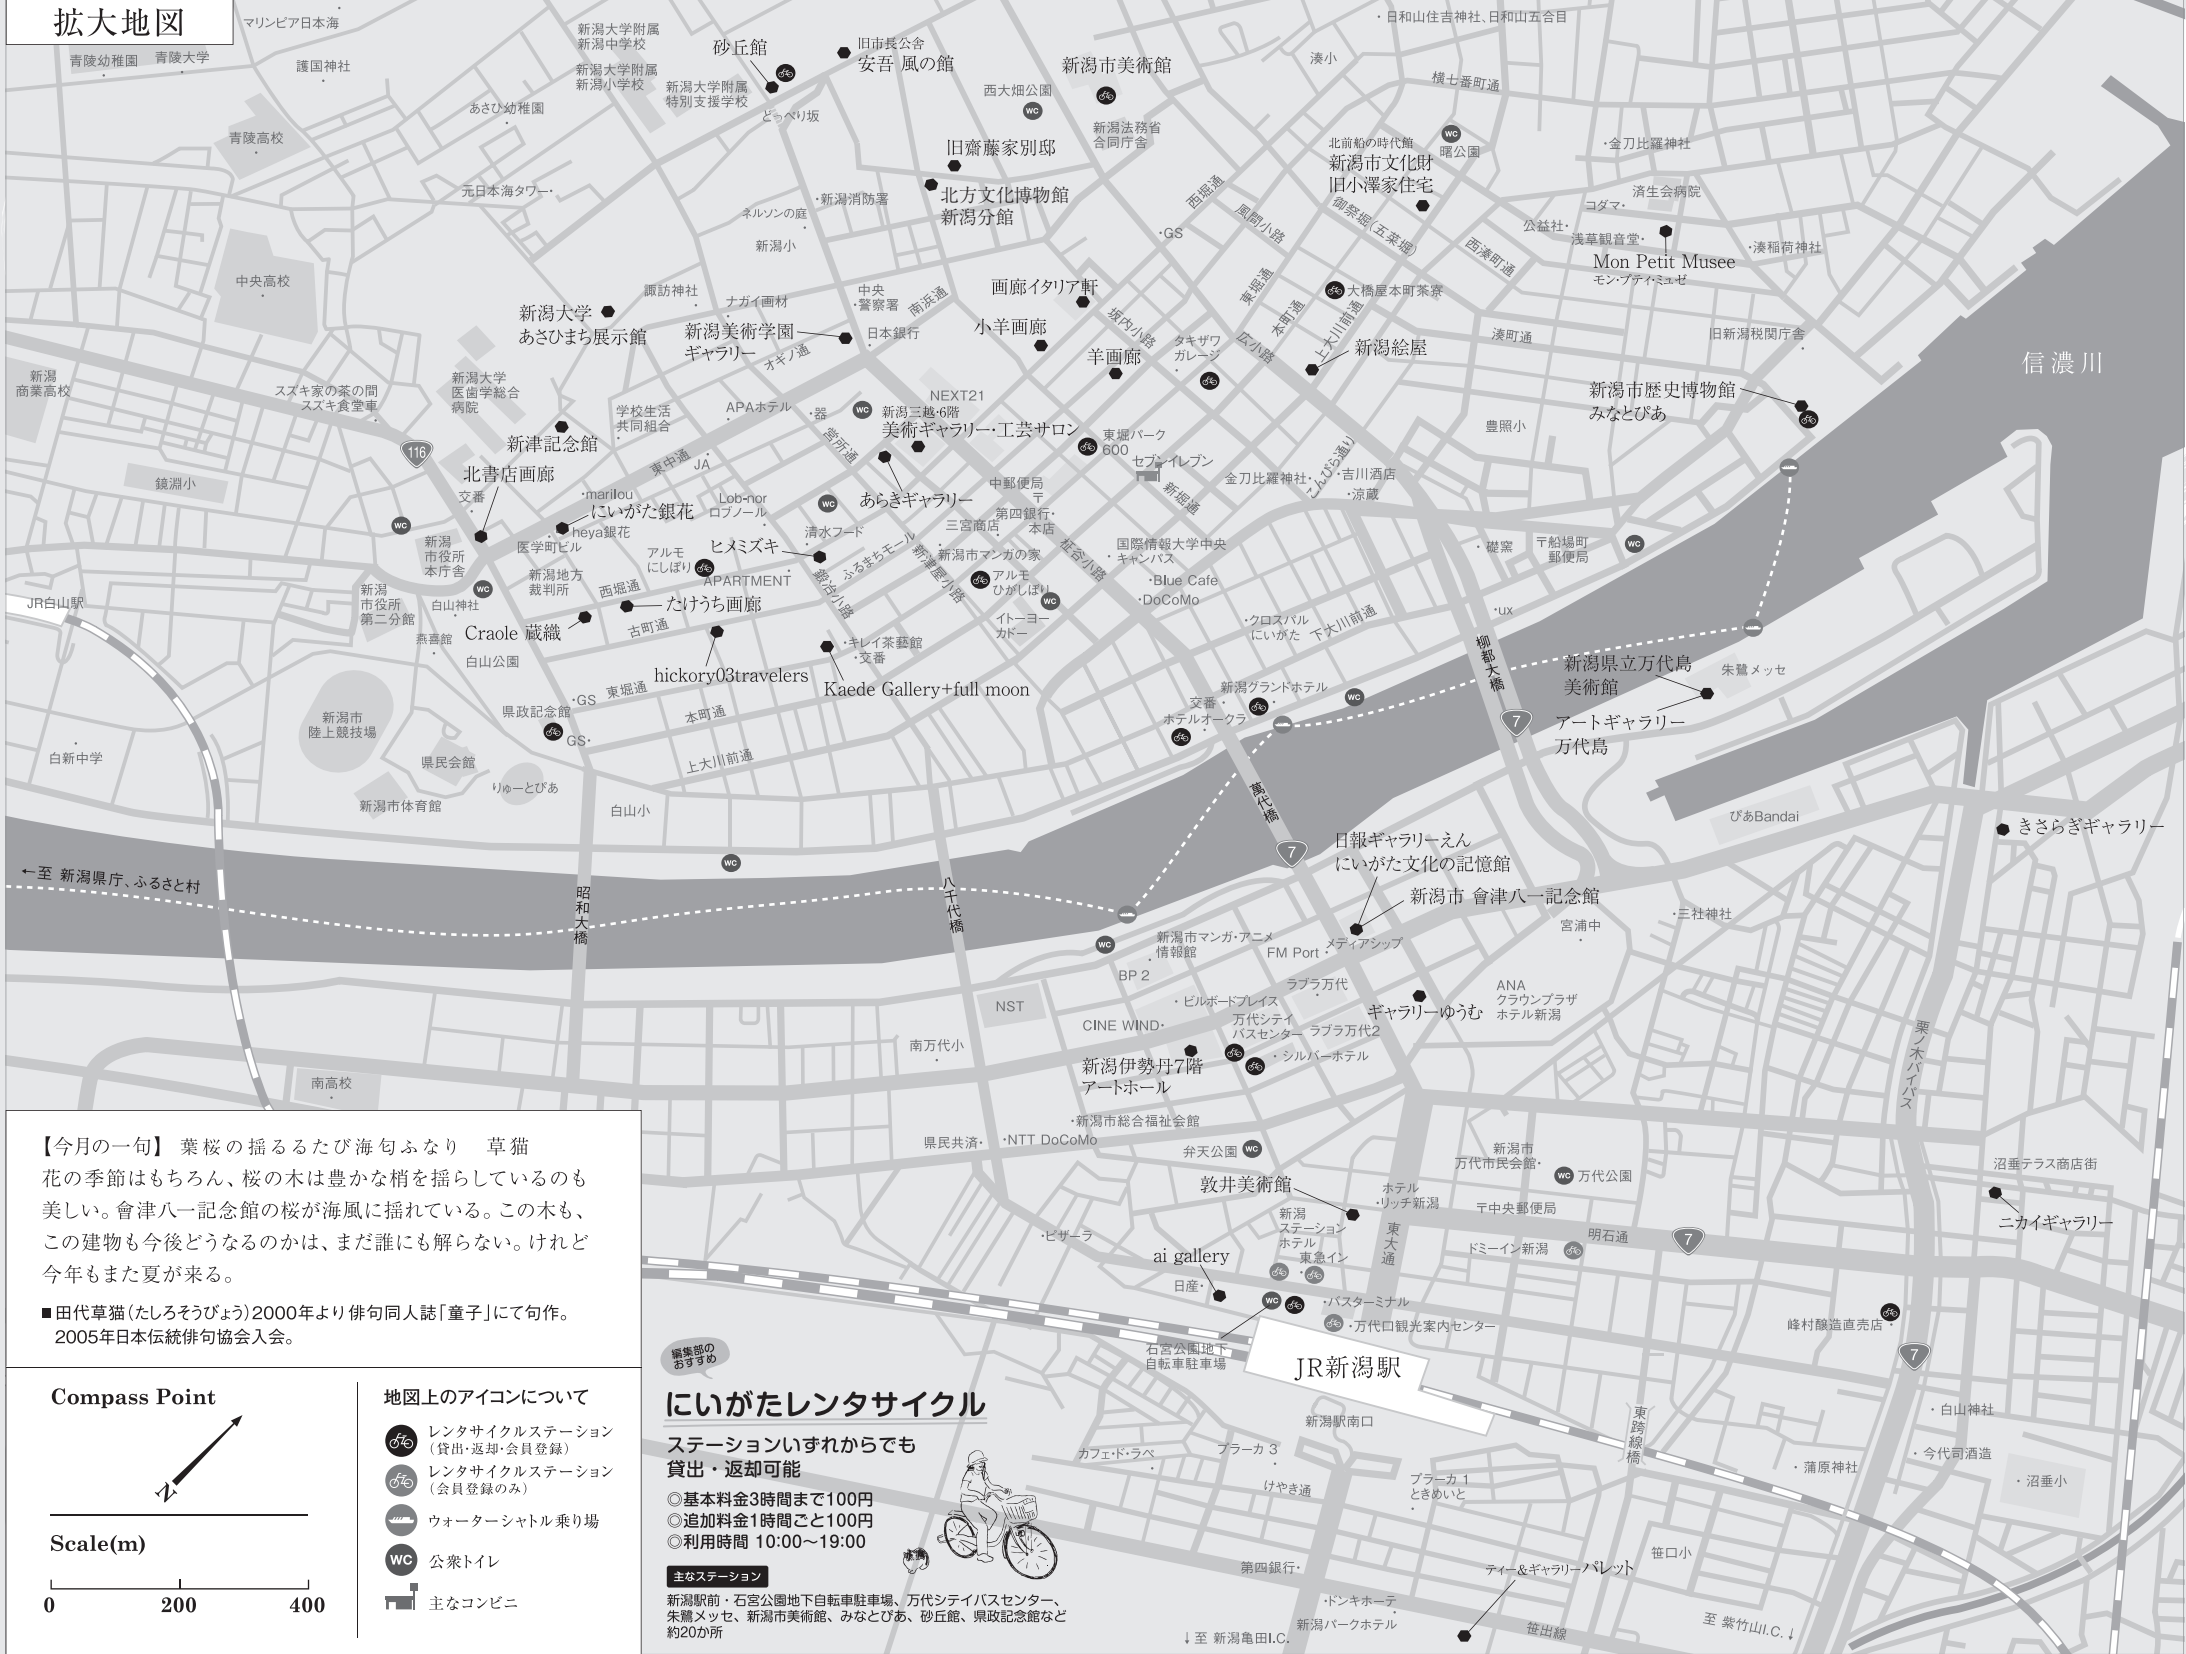 拡大地図
マリンピア日本海
青陵幼稚園
青陵大学
護国神社
新潟大学附属
新潟中学校
新潟大学附属
新潟小学校
新潟大学附属
特別支援学校
砂丘館
旧市長公舎
安吾 風の館
どっぺり坂
西大畑公園
WC
新潟市美術館
新潟法務省
合同庁舎
・日和山住吉神社、日和山五合目
湊小
横七番町通
あさひ幼稚園
青陵高校
元日本海タワー・
旧齋藤家別邸
北方文化博物館
新潟分館
・新潟消防署
ネルソンの庭
新潟小
北前船の時代館
新潟市文化財
旧小澤家住宅
WC
曙公園
・金刀比羅神社
済生会病院
コダマ・
公益社・
浅草観音堂・
・湊稲荷神社
Mon Petit Musee
モン・プティ・ミュゼ
西堀通
風間小路
御祭堀(五菜堀)
西湊町通
・GS
東堀通
本町通
上大川前通
広小路
坂内小路
大橋屋本町茶寮
湊町通
旧新潟税関庁舎
信濃川
中央高校
諏訪神社
ナガイ画材
中央
・警察署
南浜通
画廊イタリア軒
小羊画廊
羊画廊
タキザワ
ガレージ
新潟絵屋
新潟大学
あさひまち展示館
新潟美術学園
ギャラリー
日本銀行
オギノ通
新潟市歴史博物館
みなとぴあ
新潟
商業高校
スズキ家の茶の間
スズキ食堂車
新潟大学
医歯学総合
病院
学校生活
共同組合
APAホテル
・器
WC
営所通
NEXT21
新潟三越・6階
美術ギャラリー・工芸サロン
東堀パーク
600
セブンイレブン
豊照小
116
新津記念館
北書店画廊
交番
東中通
JA
・marilou
にいがた銀花
heya銀花
Lob-nor
ロブノール
WC
あらきギャラリー
中郵便局
〒
第四銀行・
本店
新堀通
金刀比羅神社・
こんぴら通り
・吉川酒店
・涼蔵
鏡淵小
WC
新潟
市役所
本庁舎
医学町ビル
新潟地方
裁判所
アルモ
にしぼり
ヒメミズキ
清水フード
三宮商店
ふるまちモール
新潟市マンガの家
新津屋小路
柾谷小路
国際情報大学中央
キャンパス
・礎窯
〒船場町
郵便局
WC
JR白山駅
新潟
市役所
第二分館
白山神社
WC
西堀通
APARTMENT
鍛冶小路
アルモ
ひがしぼり
WC
・Blue Cafe
・DoCoMo
・ux
燕喜館
白山公園
Craole 蔵織
たけうち画廊
古町通
hickory03travelers
・キレイ茶藝館
・交番
Kaede Gallery+full moon
イトーヨー
カドー
・クロスパル
にいがた
下大川前通
柳都大橋
新潟県立万代島
美術館
朱鷺メッセ
アートギャラリー
万代島
県政記念館
・GS
東堀通
GS・
本町通
上大川前通
新潟グランドホテル
交番・
ホテルオークラ
WC
7
新潟市
陸上競技場
白新中学
県民会館
りゅーとぴあ
新潟市体育館
白山小
萬代橋
7
ぴあBandai
きさらぎギャラリー
WC
←至 新潟県庁、ふるさと村
昭和大橋
八千代橋
日報ギャラリーえん
にいがた文化の記憶館
新潟市 會津八一記念館
宮浦中
・三社神社
WC
新潟市マンガ・アニメ
情報館
FM Port・
メディアシップ
BP 2
NST
ラブラ万代
・ビルボードプレイス
ギャラリーゆうむ
ANA
クラウンプラザ
ホテル新潟
CINE WIND・
万代シテイ
バスセンター
ラブラ万代2
・シルバーホテル
南万代小
新潟伊勢丹7階
アートホール
栗ノ木バイパス
南高校
・新潟市総合福祉会館
県民共済・
・NTT DoCoMo
弁天公園
WC
新潟市
万代市民会館・
WC
万代公園
沼垂テラス商店街
ニカイギャラリー
敦井美術館
ホテル
・リッチ新潟
〒中央郵便局
新潟
ステーション
ホテル
東急イン
東大通
ドミーイン新潟
明石通
7
・ピザーラ
ai gallery
日産・
WC
・バスターミナル
・万代口観光案内センター
石宮公園地下
自転車駐車場
JR新潟駅
峰村醸造直売店
7
【今月の一句】 葉桜の揺るるたび海匂ふなり 草猫
花の季節はもちろん、桜の木は豊かな梢を揺らしているのも
美しい。會津八一記念館の桜が海風に揺れている。この木も、
この建物も今後どうなるのかは、まだ誰にも解らない。けれど
今年もまた夏が来る。
■田代草猫(たしろそうびょう)2000年より俳句同人誌「童子」にて句作。
2005年日本伝統俳句協会入会。
Compass Point
N
Scale(m)
0 200 400
地図上のアイコンについて
レンタサイクルステーション
(貸出・返却・会員登録)
レンタサイクルステーション
(会員登録のみ)
ウォーターシャトル乗り場
WC 公衆トイレ
主なコンビニ
編集部の
おすすめ
にいがたレンタサイクル
ステーションいずれからでも
貸出・返却可能
◎基本料金3時間まで100円
◎追加料金1時間ごと100円
◎利用時間 10:00〜19:00
主なステーション
新潟駅前・石宮公園地下自転車駐車場、万代シテイバスセンター、
朱鷺メッセ、新潟市美術館、みなとぴあ、砂丘館、県政記念館など
約20か所
新潟駅南口
カフェ・ド・ラペ
プラーカ 3
けやき通
プラーカ 1
ときめいと
東跨線橋
・白山神社
・今代司酒造
・蒲原神社
・沼垂小
笹口小
第四銀行・
ティー&ギャラリーパレット
・ドンキホーテ
新潟パークホテル
↓至 新潟亀田I.C.
笹出線
至 紫竹山I.C.↓